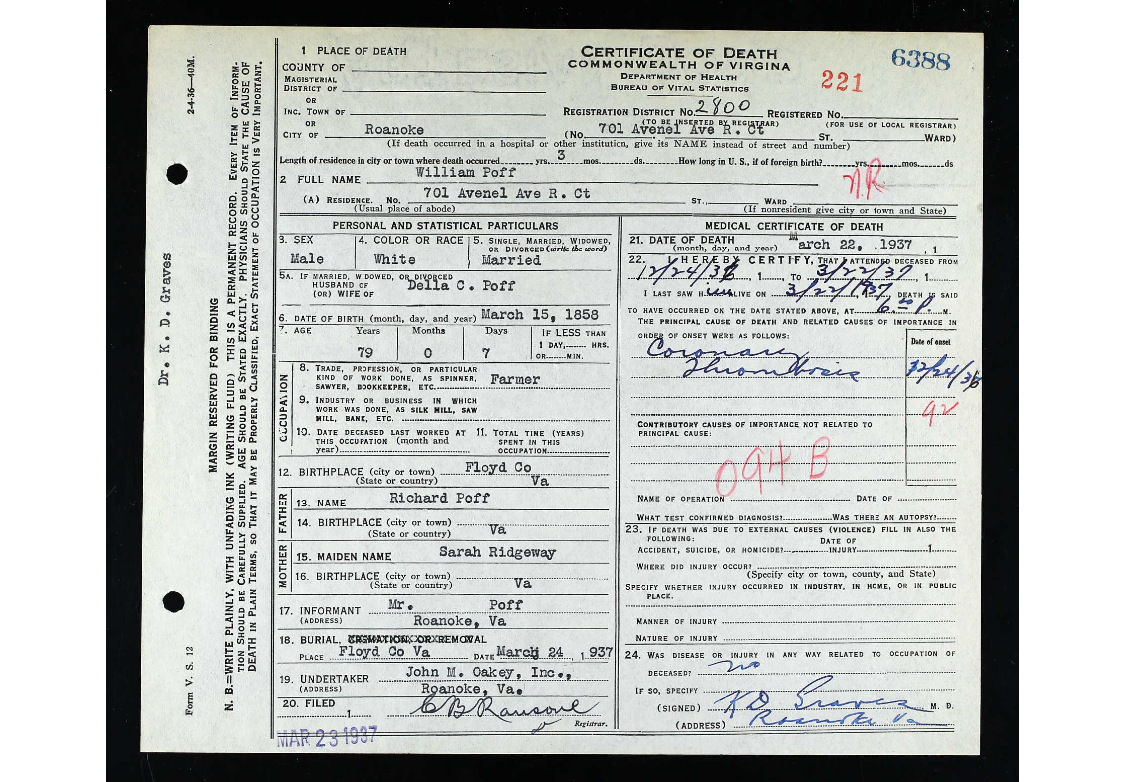 1 PLACE OF DEATH
COUNTY OF
MAGISTERIAL
DISTRICT OF
OR
INC. TOWN OF
OR
CITY OF Roanoke
CERTIFICATE OF DEATH
COMMONWEALTH OF VIRGINIA
DEPARTMENT OF HEALTH
BUREAU OF VITAL STATISTICS
221
6388
REGISTRATION DISTRICT No. 2800 REGISTERED No.
(TO BE INSERTED BY REGISTRAR) (FOR USE OF LOCAL REGISTRAR)
(No. 701 Avenel Ave R. Ct ST. WARD)
(If death occurred in a hospital or other institution, give its NAME instead of street and number)
Length of residence in city or town where death occurred yrs. 3 mos. ds. How long in U. S., if of foreign birth? yrs. mos. ds
2 FULL NAME William Poff
N.R.
(A) RESIDENCE. No. 701 Avenel Ave R. Ct ST., WARD
(Usual place of abode) (If nonresident give city or town and State)
PERSONAL AND STATISTICAL PARTICULARS
3. SEX Male
4. COLOR OR RACE White
5. SINGLE, MARRIED, WIDOWED, OR DIVORCED (write the word) Married
5A. IF MARRIED, WIDOWED, OR DIVORCED
HUSBAND OF
(OR) WIFE OF Della C. Poff
6. DATE OF BIRTH (month, day, and year) March 15, 1858
7. AGE Years Months Days IF LESS THAN
1 DAY, HRS.
79 0 7 OR MIN.
OCCUPATION
8. TRADE, PROFESSION, OR PARTICULAR
KIND OF WORK DONE, AS SPINNER,
SAWYER, BOOKKEEPER, ETC. Farmer
9. INDUSTRY OR BUSINESS IN WHICH
WORK WAS DONE, AS SILK MILL, SAW
MILL, BANK, ETC.
10. DATE DECEASED LAST WORKED AT
THIS OCCUPATION (month and
year)
11. TOTAL TIME (YEARS)
SPENT IN THIS
OCCUPATION
12. BIRTHPLACE (city or town) Floyd Co
(State or country) Va
FATHER
13. NAME Richard Poff
14. BIRTHPLACE (city or town)
(State or country) Va
MOTHER
15. MAIDEN NAME Sarah Ridgeway
16. BIRTHPLACE (city or town)
(State or country) Va
17. INFORMANT Mr. Poff
(ADDRESS) Roanoke, Va
18. BURIAL, CREMATION, OR REMOVAL
PLACE Floyd Co Va DATE March 24, 1937
19. UNDERTAKER John M. Oakey, Inc.,
(ADDRESS) Roanoke, Va.
20. FILED 1 C B Ransone
Registrar.
MAR 23 1937
MEDICAL CERTIFICATE OF DEATH
21. DATE OF DEATH
(month, day, and year) March 22, 1937, 1
22. I HEREBY CERTIFY, THAT I ATTENDED DECEASED FROM
12/24/36 1 TO 3/22/37, 1
I LAST SAW H im ALIVE ON 3/22/1937 DEATH IS SAID
TO HAVE OCCURRED ON THE DATE STATED ABOVE, AT M.
THE PRINCIPAL CAUSE OF DEATH AND RELATED CAUSES OF IMPORTANCE IN
ORDER OF ONSET WERE AS FOLLOWS: Date of onset
Coronary
Thrombosis 12/24/36
92
CONTRIBUTORY CAUSES OF IMPORTANCE NOT RELATED TO
PRINCIPAL CAUSE:
094 B
NAME OF OPERATION DATE OF
WHAT TEST CONFIRMED DIAGNOSIS? WAS THERE AN AUTOPSY?
23. IF DEATH WAS DUE TO EXTERNAL CAUSES (VIOLENCE) FILL IN ALSO THE
FOLLOWING: DATE OF
ACCIDENT, SUICIDE, OR HOMICIDE? INJURY 1
WHERE DID INJURY OCCUR?
(Specify city or town, county, and State)
SPECIFY WHETHER INJURY OCCURRED IN INDUSTRY, IN HOME, OR IN PUBLIC
PLACE.
MANNER OF INJURY
NATURE OF INJURY
24. WAS DISEASE OR INJURY IN ANY WAY RELATED TO OCCUPATION OF
DECEASED? no
IF SO, SPECIFY
(SIGNED) K D Graves M. D.
(ADDRESS) Roanoke Va
2-4-36—40M.
Dr. K. D. Graves
Form V. S. 12
MARGIN RESERVED FOR BINDING
N. B.—WRITE PLAINLY, WITH UNFADING INK (WRITING FLUID) THIS IS A PERMANENT RECORD. EVERY ITEM OF INFORM-
TION SHOULD BE CAREFULLY SUPPLIED. AGE SHOULD BE STATED EXACTLY. PHYSICIANS SHOULD STATE THE CAUSE OF
DEATH IN PLAIN TERMS, SO THAT IT MAY BE PROPERLY CLASSIFIED. EXACT STATEMENT OF OCCUPATION IS VERY IMPORTANT.